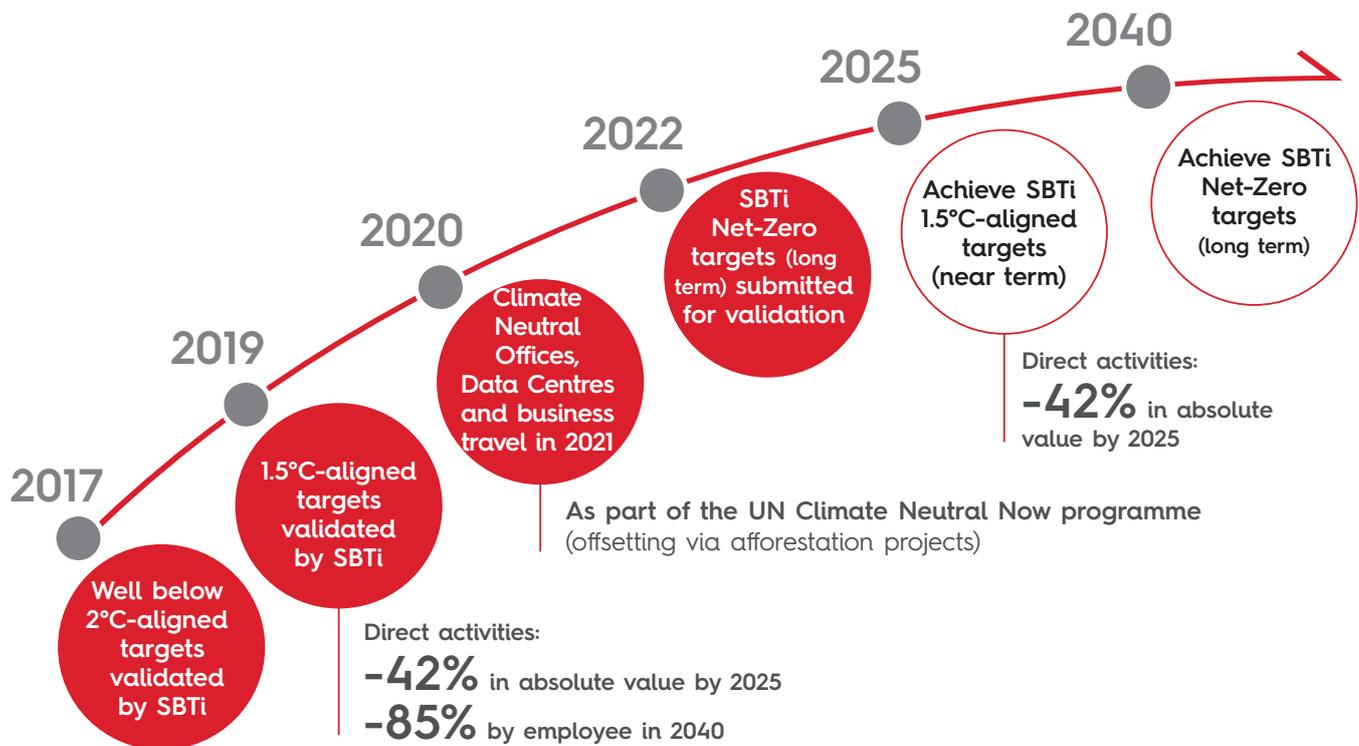 2017
Well below
2°C-aligned
targets
validated
by SBTi
2019
1.5°C-aligned
targets
validated
by SBTi
Direct activities:
-42% in absolute value by 2025
-85% by employee in 2040
2020
Climate
Neutral
Offices,
Data Centres
and business
travel in 2021
As part of the UN Climate Neutral Now programme
(offsetting via afforestation projects)
2022
SBTi
Net-Zero
targets (long
term) submitted
for validation
2025
Achieve SBTi
1.5°C-aligned
targets
(near term)
Direct activities:
-42% in absolute
value by 2025
2040
Achieve SBTi
Net-Zero
targets
(long term)